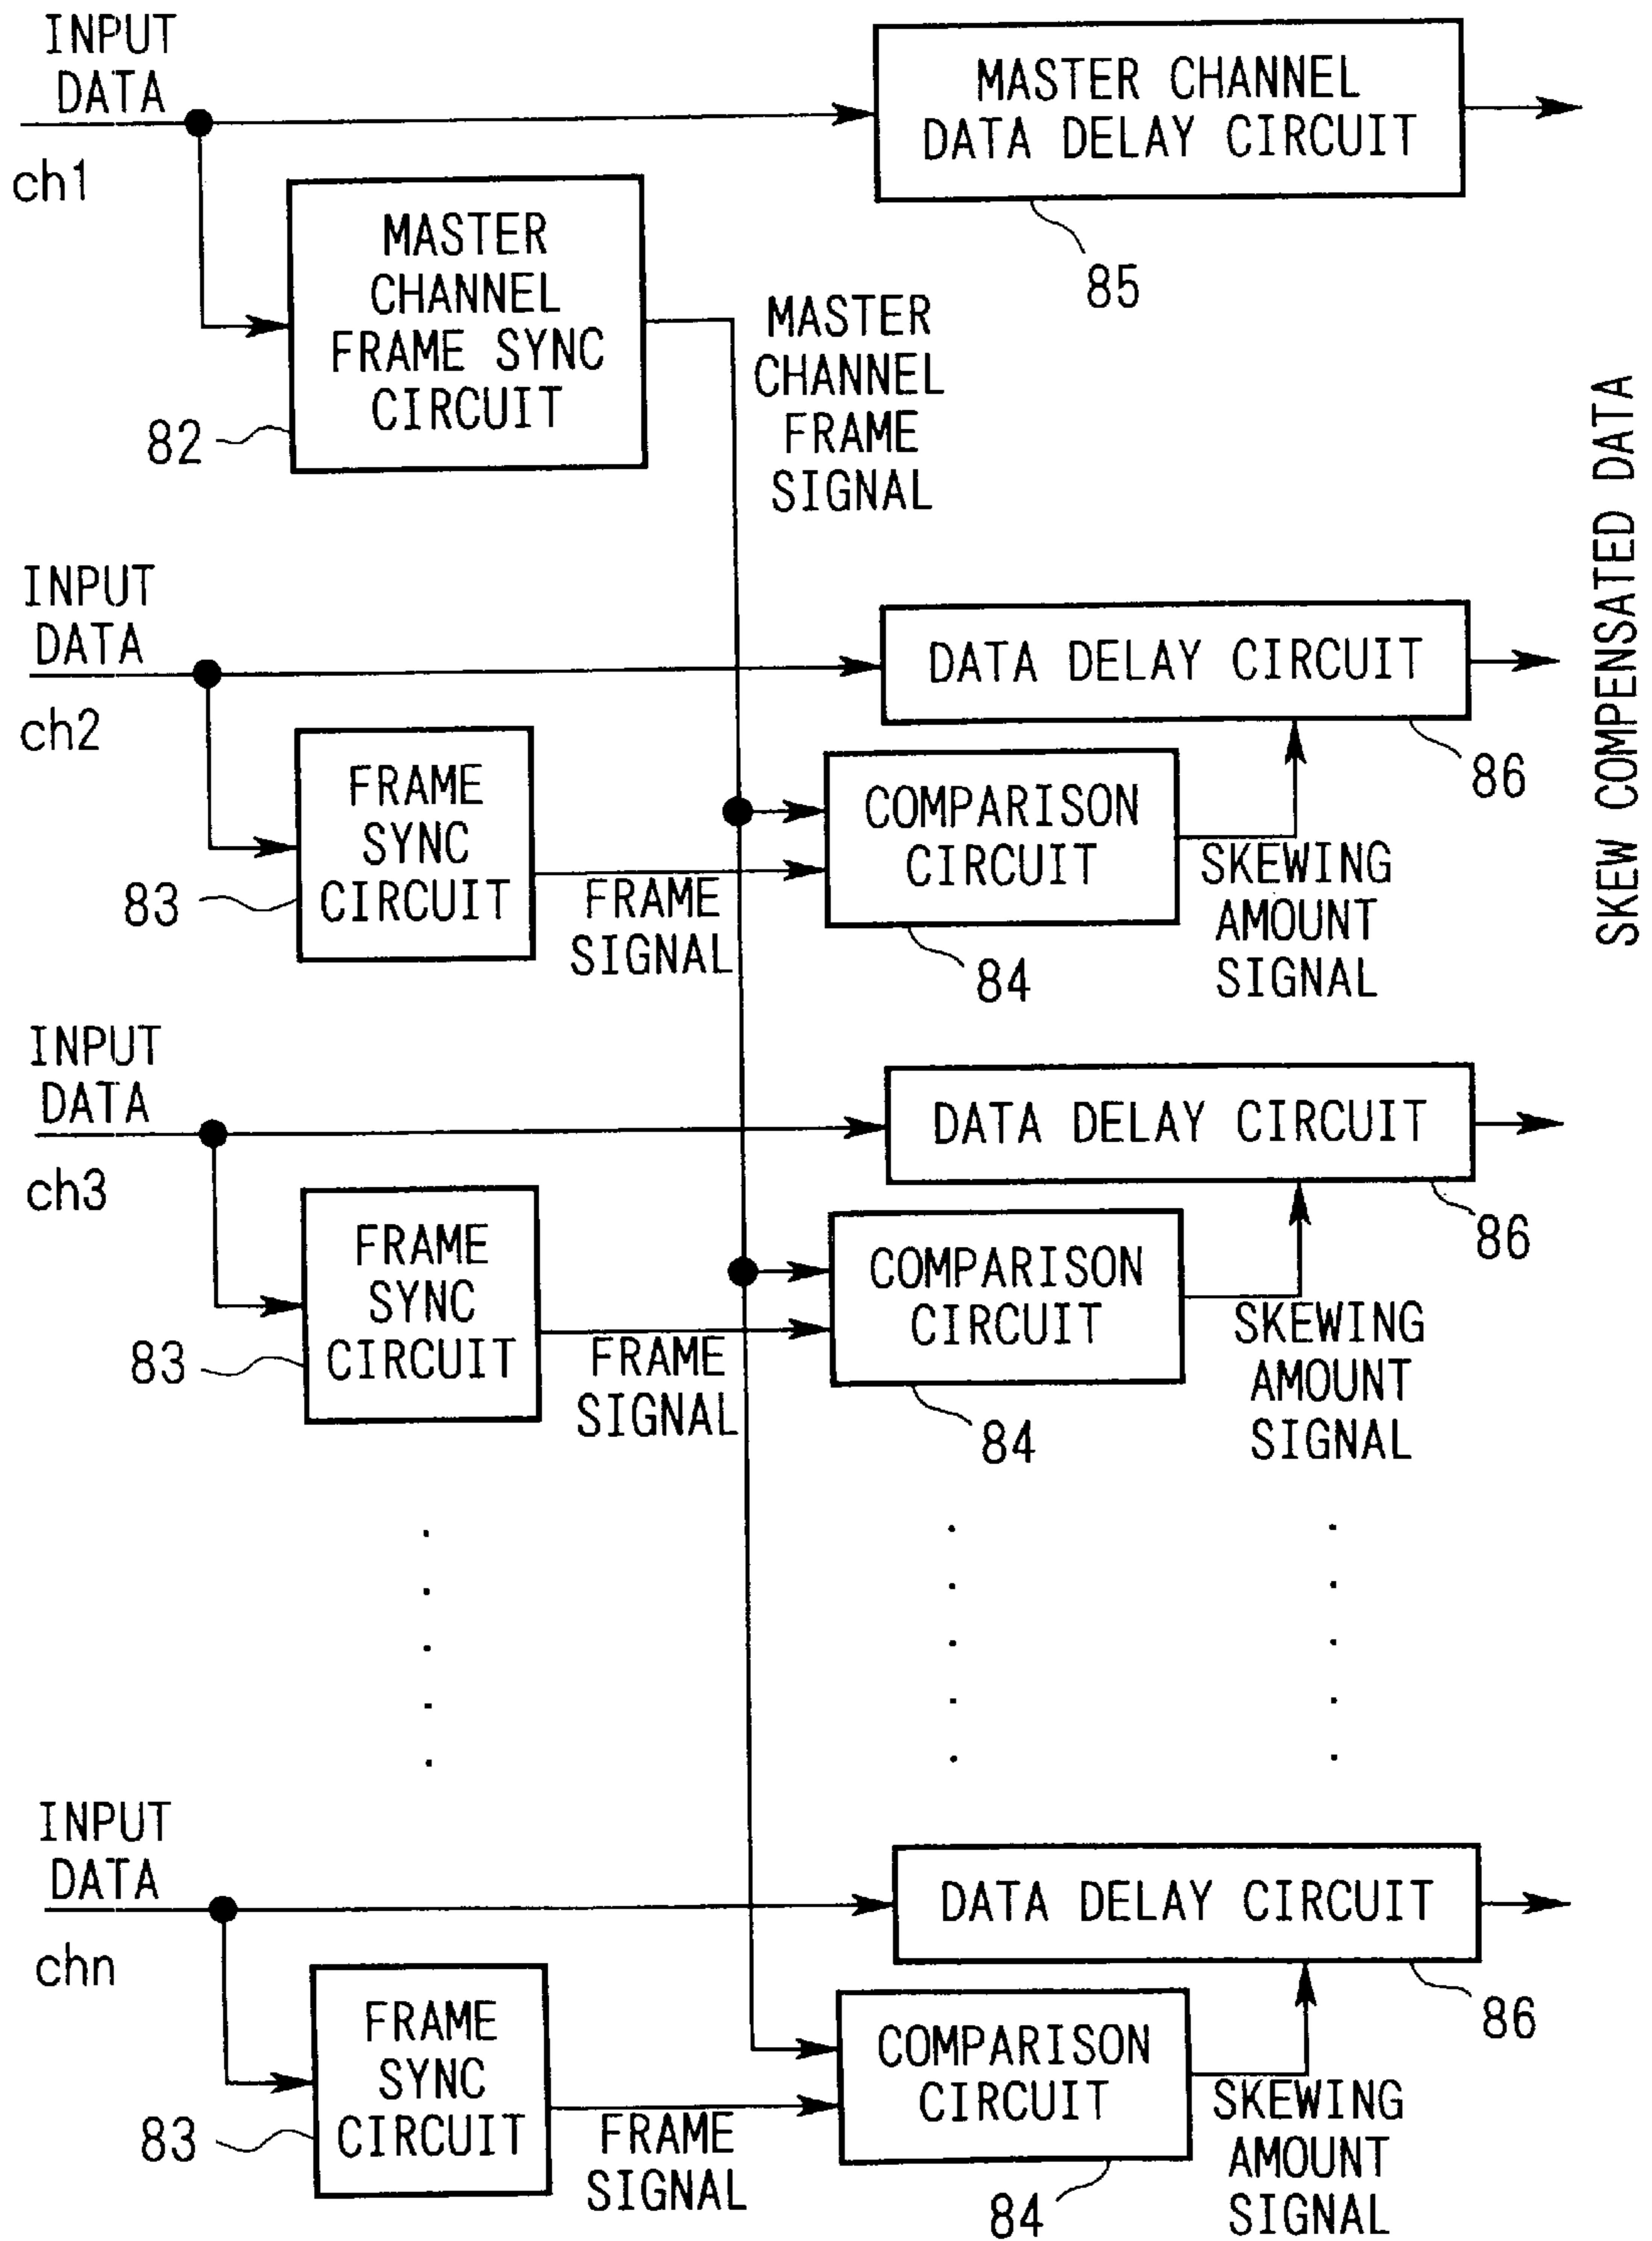 INPUT
DATA
ch1
MASTER CHANNEL
DATA DELAY CIRCUIT
85
MASTER
CHANNEL
FRAME SYNC
CIRCUIT
82
MASTER
CHANNEL
FRAME
SIGNAL
SKEW COMPENSATED DATA
INPUT
DATA
ch2
DATA DELAY CIRCUIT
86
FRAME
SYNC
CIRCUIT
83
FRAME
SIGNAL
COMPARISON
CIRCUIT
84
SKEWING
AMOUNT
SIGNAL
INPUT
DATA
ch3
DATA DELAY CIRCUIT
86
FRAME
SYNC
CIRCUIT
83
FRAME
SIGNAL
COMPARISON
CIRCUIT
84
SKEWING
AMOUNT
SIGNAL
INPUT
DATA
chn
DATA DELAY CIRCUIT
86
FRAME
SYNC
CIRCUIT
83
FRAME
SIGNAL
COMPARISON
CIRCUIT
84
SKEWING
AMOUNT
SIGNAL